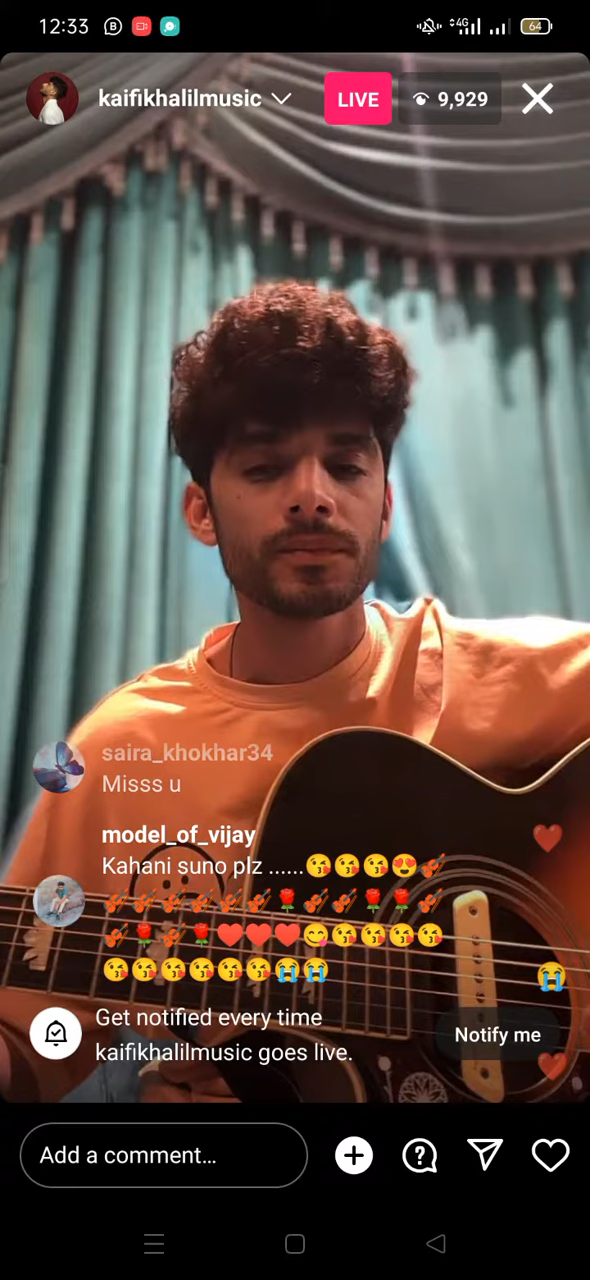 12:33
4G
64
kaifikhalilmusic
LIVE
9,929
saira_khokhar34
Misss u
model_of_vijay
Kahani suno plz ......😘😘😘😍🎻
🎻🎻🎻🎻🎻🎻🌹🎻🎻🌹🌹🎻
🎻🌹🎻🌹♥️♥️♥️😋😘😘😘😘
😘😘😘😘😘😘😭😭
Get notified every time
kaifikhalilmusic goes live.
Notify me
Add a comment...